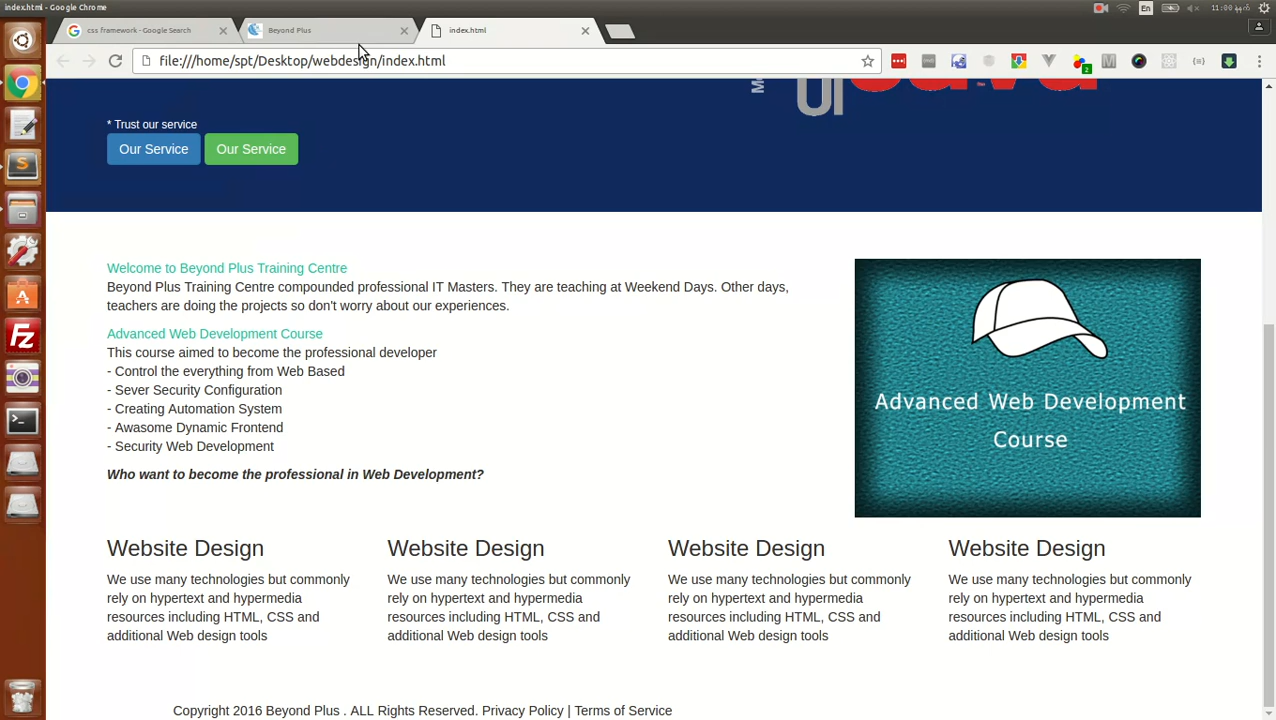 index.html - Google Chrome
En
11:00
css framework - Google Search
Beyond Plus
index.html
file:///home/spt/Desktop/webdesign/index.html
2
* Trust our service
Our Service
Our Service
Welcome to Beyond Plus Training Centre
Beyond Plus Training Centre compounded professional IT Masters. They are teaching at Weekend Days. Other days,
teachers are doing the projects so don't worry about our experiences.
Advanced Web Development Course
This course aimed to become the professional developer
- Control the everything from Web Based
- Sever Security Configuration
- Creating Automation System
- Awasome Dynamic Frontend
- Security Web Development
Who want to become the professional in Web Development?
Advanced Web Development
Course
Website Design
We use many technologies but commonly
rely on hypertext and hypermedia
resources including HTML, CSS and
additional Web design tools
Website Design
We use many technologies but commonly
rely on hypertext and hypermedia
resources including HTML, CSS and
additional Web design tools
Website Design
We use many technologies but commonly
rely on hypertext and hypermedia
resources including HTML, CSS and
additional Web design tools
Website Design
We use many technologies but commonly
rely on hypertext and hypermedia
resources including HTML, CSS and
additional Web design tools
Copyright 2016 Beyond Plus . ALL Rights Reserved. Privacy Policy | Terms of Service